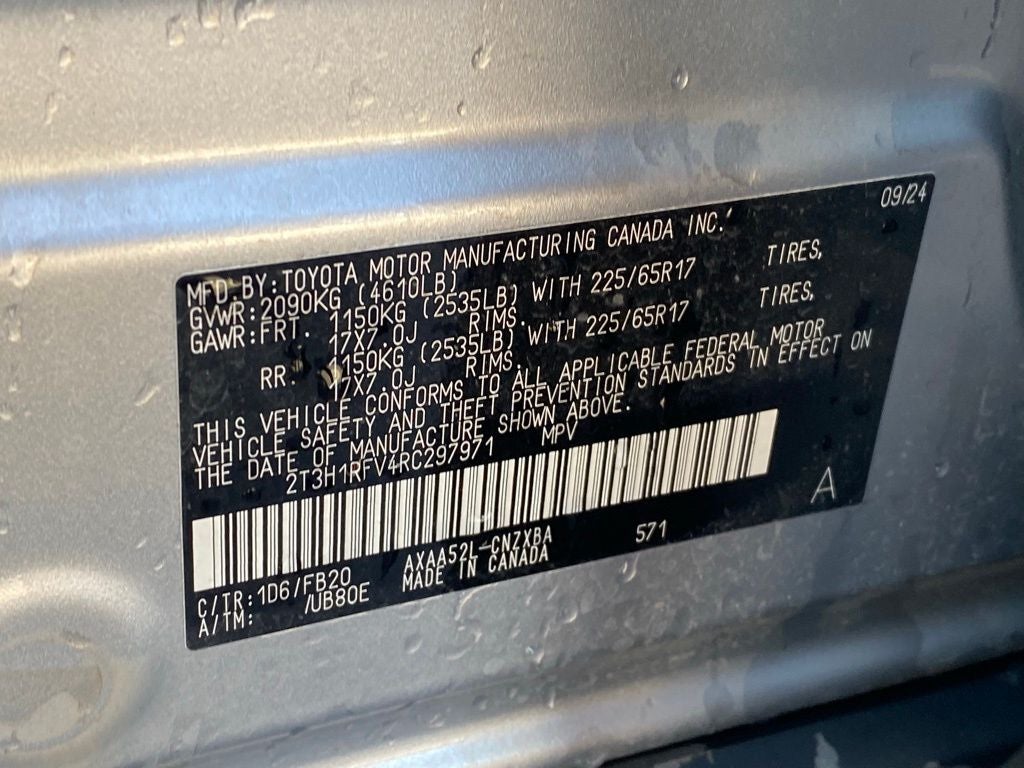 09/24
MFD.BY:TOYOTA MOTOR MANUFACTURING CANADA INC.
GVWR:2090KG (4610LB)
GAWR:FRT. 1150KG (2535LB) WITH 225/65R17 TIRES,
17X7.0J RIMS.
RR. 1150KG (2535LB) WITH 225/65R17 TIRES,
17X7.0J RIMS.
THIS VEHICLE CONFORMS TO ALL APPLICABLE FEDERAL MOTOR
VEHICLE SAFETY AND THEFT PREVENTION STANDARDS IN EFFECT ON
THE DATE OF MANUFACTURE SHOWN ABOVE.
2T3H1RFV4RC297971 MPV
A
C/TR:1D6/FB20 AXAA52L-CNZXBA 571
A/TM: /UB80E MADE IN CANADA